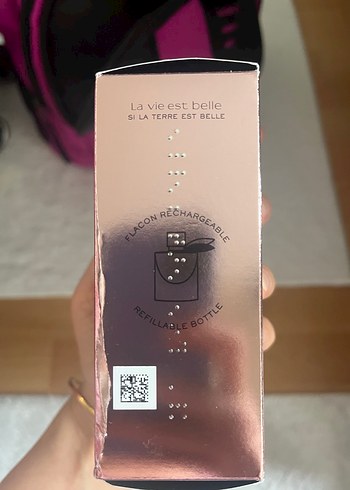 La vie est belle
SI LA TERRE EST BELLE
FLACON RECHARGEABLE
REFILLABLE BOTTLE